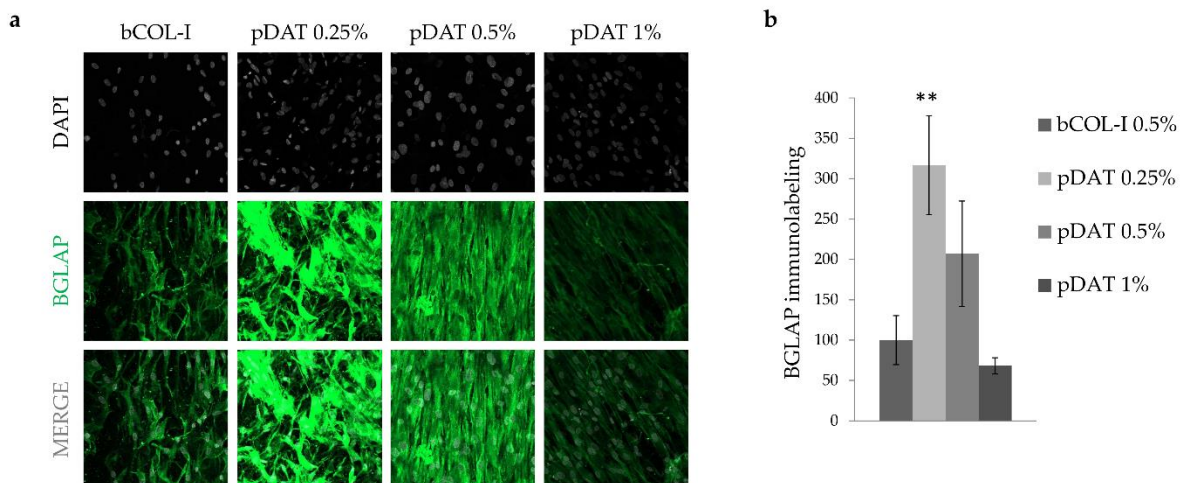 a
bCOL-I pDAT 0.25% pDAT 0.5% pDAT 1%
DAPI
BGLAP
MERGE
b
BGLAP immunolabeling
400
350
300
250
200
150
100
50
0
**
bCOL-I 0.5%
pDAT 0.25%
pDAT 0.5%
pDAT 1%